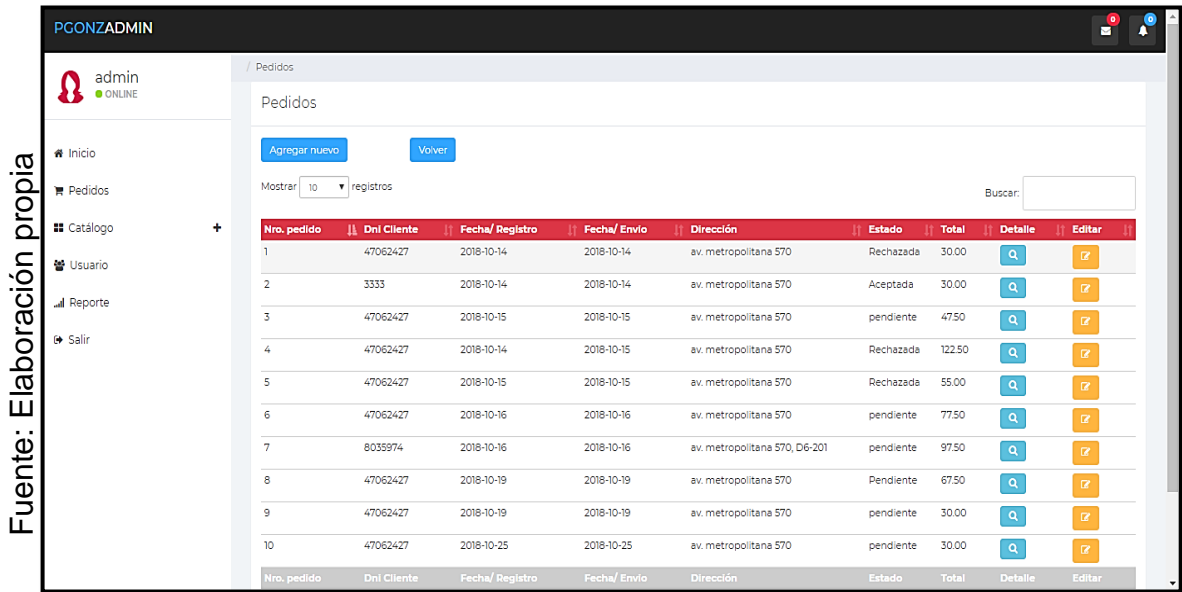 Fuente: Elaboración propia
PGONZADMIN
0
0
admin
ONLINE
Inicio
Pedidos
Catálogo +
Usuario
Reporte
Salir
/ Pedidos
Pedidos
Agregar nuevo Volver
Mostrar 10 registros
Buscar:
Nro. pedido Dni Cliente Fecha/ Registro Fecha/ Envio Dirección Estado Total Detalle Editar
1 47062427 2018-10-14 2018-10-14 av. metropolitana 570 Rechazada 30.00
2 3333 2018-10-14 2018-10-14 av. metropolitana 570 Aceptada 30.00
3 47062427 2018-10-15 2018-10-15 av. metropolitana 570 pendiente 47.50
4 47062427 2018-10-14 2018-10-15 av. metropolitana 570 Rechazada 122.50
5 47062427 2018-10-15 2018-10-15 av. metropolitana 570 Rechazada 55.00
6 47062427 2018-10-16 2018-10-16 av. metropolitana 570 pendiente 77.50
7 8035974 2018-10-16 2018-10-16 av. metropolitana 570, D6-201 pendiente 97.50
8 47062427 2018-10-19 2018-10-19 av. metropolitana 570 Pendiente 67.50
9 47062427 2018-10-19 2018-10-19 av. metropolitana 570 pendiente 30.00
10 47062427 2018-10-25 2018-10-25 av. metropolitana 570 pendiente 30.00
Nro. pedido Dni Cliente Fecha/ Registro Fecha/ Envio Dirección Estado Total Detalle Editar